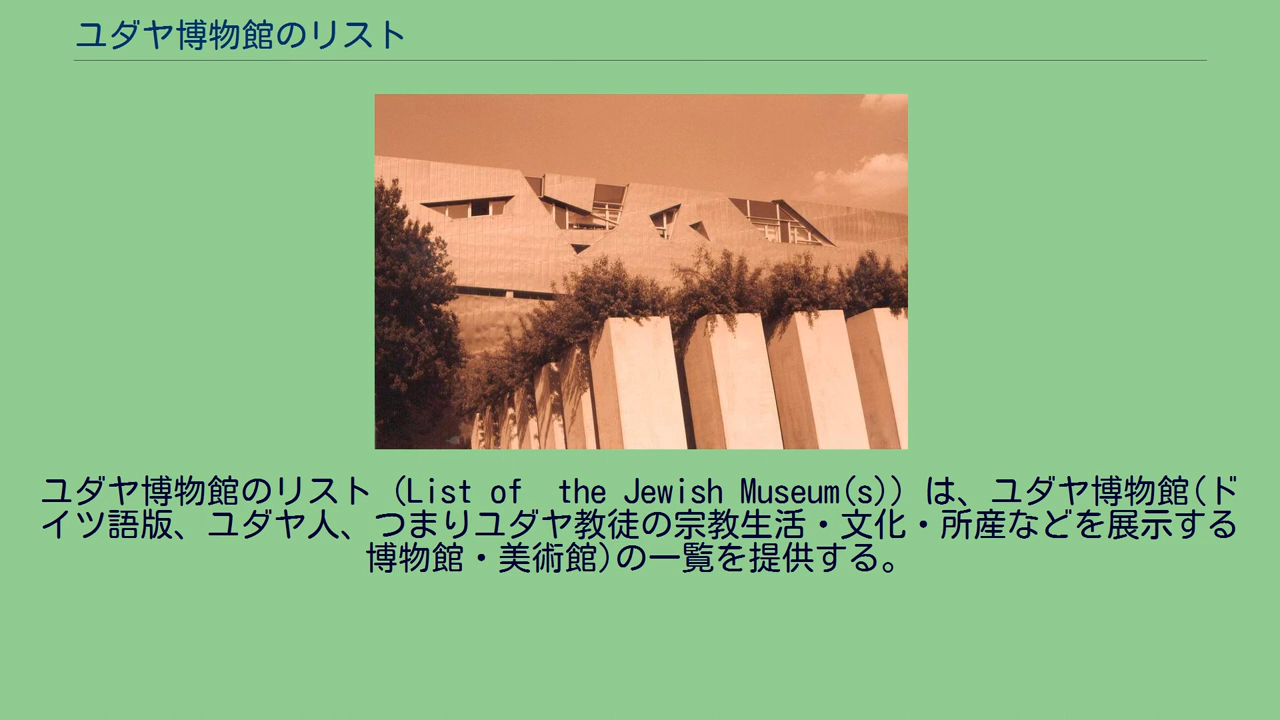 ユダヤ博物館のリスト
ユダヤ博物館のリスト (List of  the Jewish Museum(s)) は、ユダヤ博物館(ド
イツ語版、ユダヤ人、つまりユダヤ教徒の宗教生活・文化・所産などを展示する
博物館・美術館)の一覧を提供する。